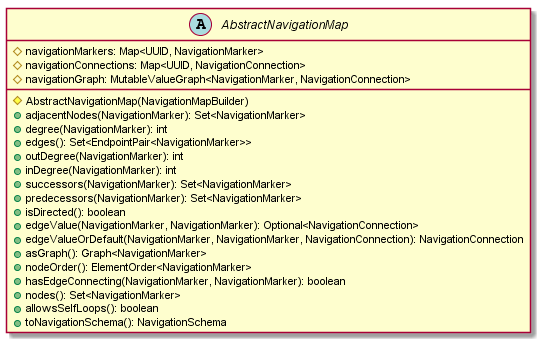 A AbstractNavigationMap
navigationMarkers: Map<UUID, NavigationMarker>
navigationConnections: Map<UUID, NavigationConnection>
navigationGraph: MutableValueGraph<NavigationMarker, NavigationConnection>
AbstractNavigationMap(NavigationMapBuilder)
adjacentNodes(NavigationMarker): Set<NavigationMarker>
degree(NavigationMarker): int
edges(): Set<EndpointPair<NavigationMarker>>
outDegree(NavigationMarker): int
inDegree(NavigationMarker): int
successors(NavigationMarker): Set<NavigationMarker>
predecessors(NavigationMarker): Set<NavigationMarker>
isDirected(): boolean
edgeValue(NavigationMarker, NavigationMarker): Optional<NavigationConnection>
edgeValueOrDefault(NavigationMarker, NavigationMarker, NavigationConnection): NavigationConnection
asGraph(): Graph<NavigationMarker>
nodeOrder(): ElementOrder<NavigationMarker>
hasEdgeConnecting(NavigationMarker, NavigationMarker): boolean
nodes(): Set<NavigationMarker>
allowsSelfLoops(): boolean
toNavigationSchema(): NavigationSchema